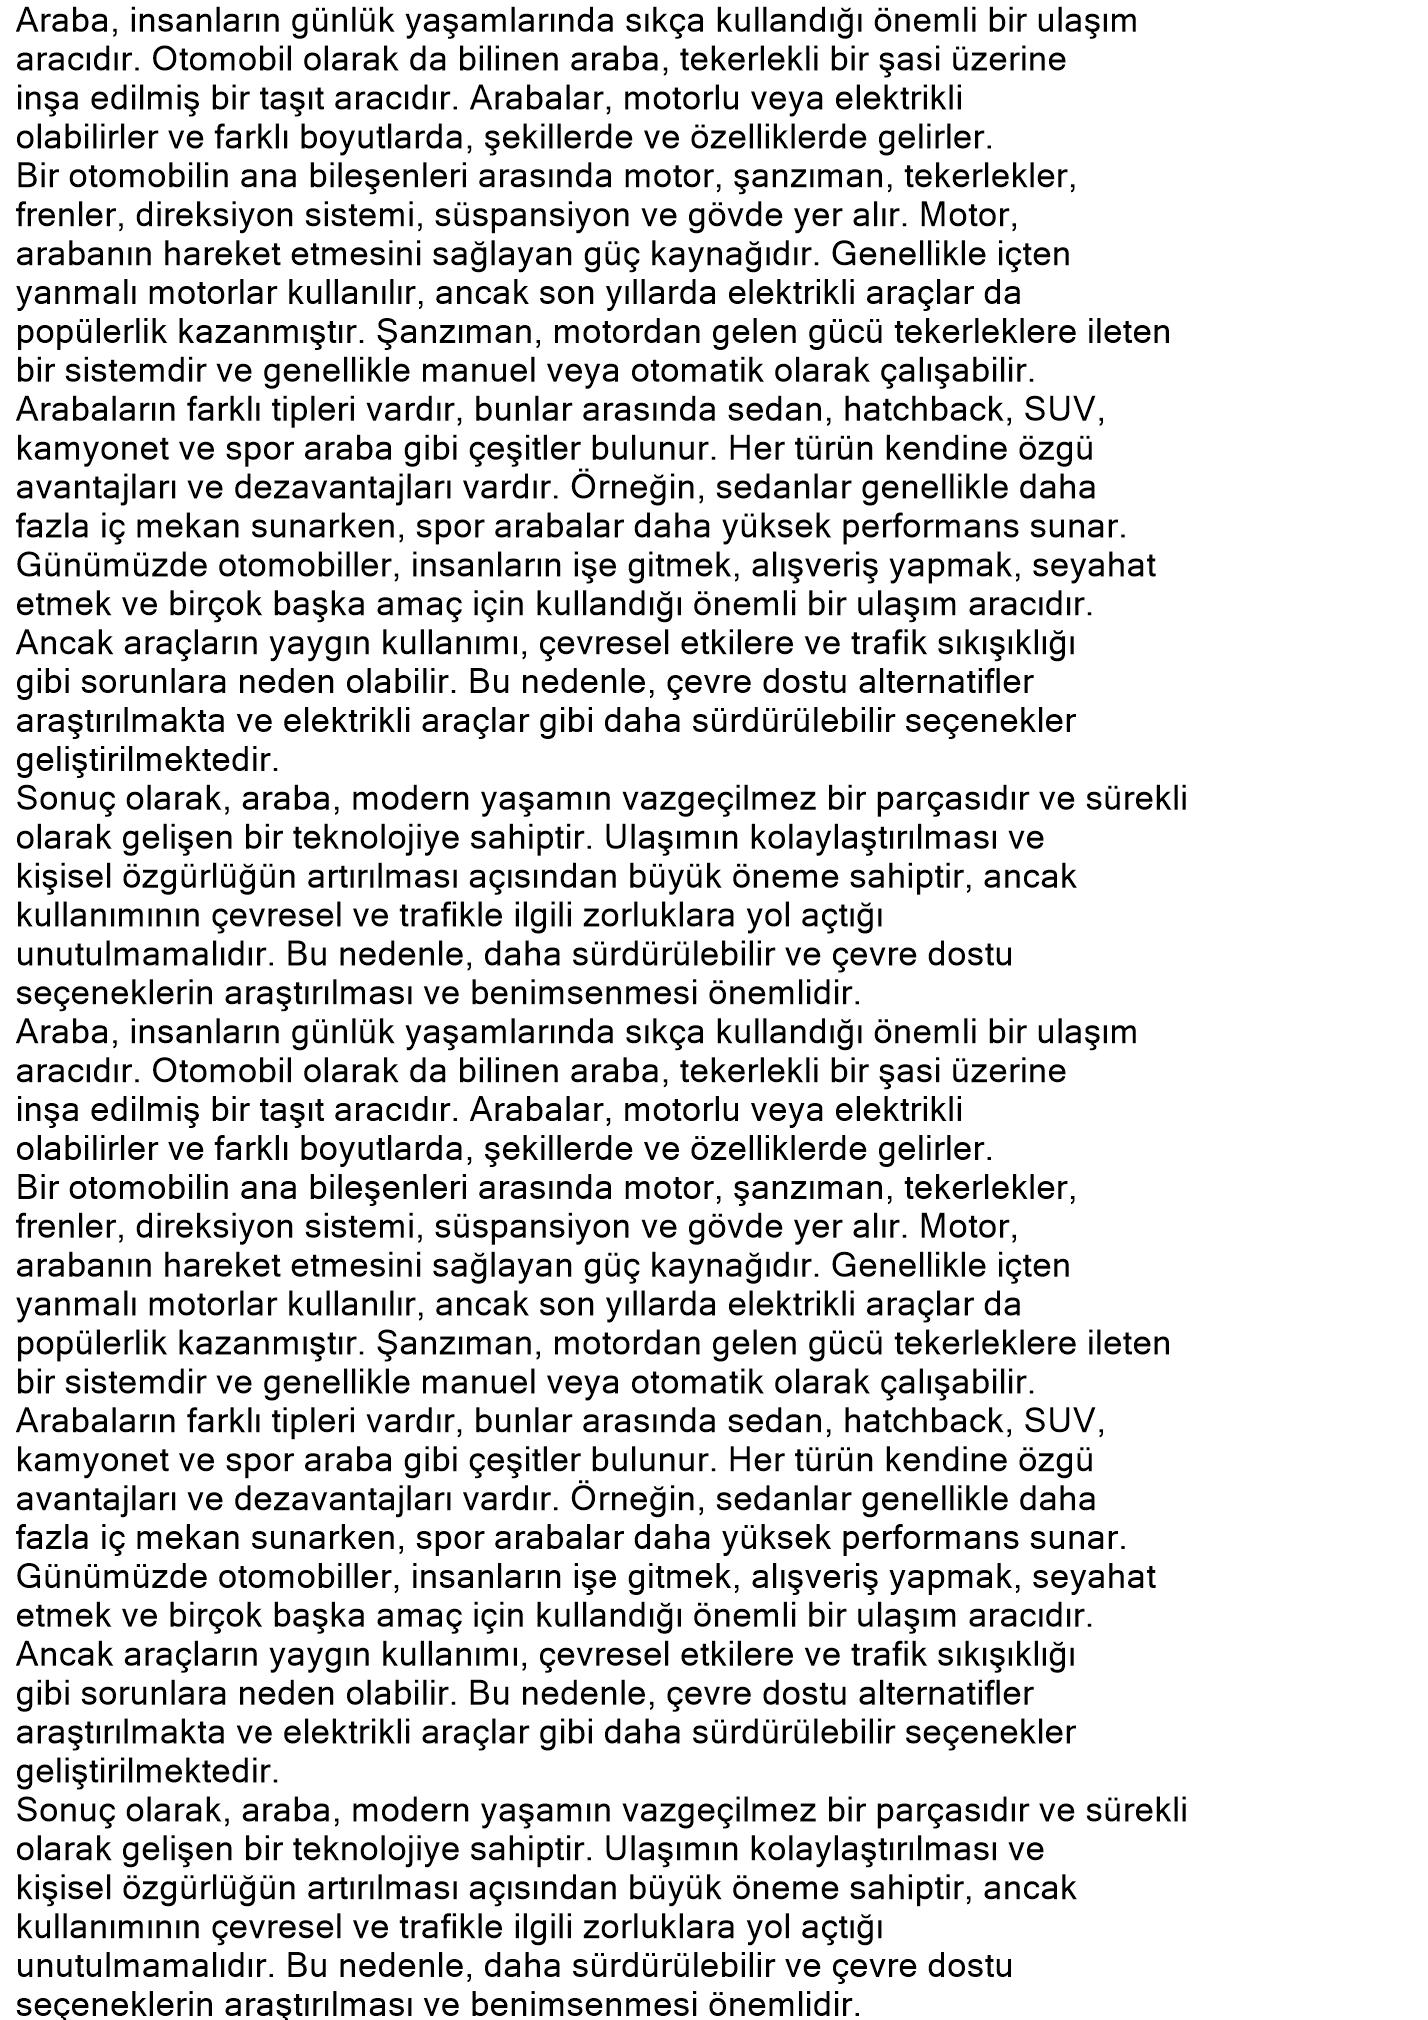 Araba, insanların günlük yaşamlarında sıkça kullandığı önemli bir ulaşım
aracıdır. Otomobil olarak da bilinen araba, tekerlekli bir şasi üzerine
inşa edilmiş bir taşıt aracıdır. Arabalar, motorlu veya elektrikli
olabilirler ve farklı boyutlarda, şekillerde ve özelliklerde gelirler.
Bir otomobilin ana bileşenleri arasında motor, şanzıman, tekerlekler,
frenler, direksiyon sistemi, süspansiyon ve gövde yer alır. Motor,
arabanın hareket etmesini sağlayan güç kaynağıdır. Genellikle içten
yanmalı motorlar kullanılır, ancak son yıllarda elektrikli araçlar da
popülerlik kazanmıştır. Şanzıman, motordan gelen gücü tekerleklere ileten
bir sistemdir ve genellikle manuel veya otomatik olarak çalışabilir.
Arabaların farklı tipleri vardır, bunlar arasında sedan, hatchback, SUV,
kamyonet ve spor araba gibi çeşitler bulunur. Her türün kendine özgü
avantajları ve dezavantajları vardır. Örneğin, sedanlar genellikle daha
fazla iç mekan sunarken, spor arabalar daha yüksek performans sunar.
Günümüzde otomobiller, insanların işe gitmek, alışveriş yapmak, seyahat
etmek ve birçok başka amaç için kullandığı önemli bir ulaşım aracıdır.
Ancak araçların yaygın kullanımı, çevresel etkilere ve trafik sıkışıklığı
gibi sorunlara neden olabilir. Bu nedenle, çevre dostu alternatifler
araştırılmakta ve elektrikli araçlar gibi daha sürdürülebilir seçenekler
geliştirilmektedir.
Sonuç olarak, araba, modern yaşamın vazgeçilmez bir parçasıdır ve sürekli
olarak gelişen bir teknolojiye sahiptir. Ulaşımın kolaylaştırılması ve
kişisel özgürlüğün artırılması açısından büyük öneme sahiptir, ancak
kullanımının çevresel ve trafikle ilgili zorluklara yol açtığı
unutulmamalıdır. Bu nedenle, daha sürdürülebilir ve çevre dostu
seçeneklerin araştırılması ve benimsenmesi önemlidir.
Araba, insanların günlük yaşamlarında sıkça kullandığı önemli bir ulaşım
aracıdır. Otomobil olarak da bilinen araba, tekerlekli bir şasi üzerine
inşa edilmiş bir taşıt aracıdır. Arabalar, motorlu veya elektrikli
olabilirler ve farklı boyutlarda, şekillerde ve özelliklerde gelirler.
Bir otomobilin ana bileşenleri arasında motor, şanzıman, tekerlekler,
frenler, direksiyon sistemi, süspansiyon ve gövde yer alır. Motor,
arabanın hareket etmesini sağlayan güç kaynağıdır. Genellikle içten
yanmalı motorlar kullanılır, ancak son yıllarda elektrikli araçlar da
popülerlik kazanmıştır. Şanzıman, motordan gelen gücü tekerleklere ileten
bir sistemdir ve genellikle manuel veya otomatik olarak çalışabilir.
Arabaların farklı tipleri vardır, bunlar arasında sedan, hatchback, SUV,
kamyonet ve spor araba gibi çeşitler bulunur. Her türün kendine özgü
avantajları ve dezavantajları vardır. Örneğin, sedanlar genellikle daha
fazla iç mekan sunarken, spor arabalar daha yüksek performans sunar.
Günümüzde otomobiller, insanların işe gitmek, alışveriş yapmak, seyahat
etmek ve birçok başka amaç için kullandığı önemli bir ulaşım aracıdır.
Ancak araçların yaygın kullanımı, çevresel etkilere ve trafik sıkışıklığı
gibi sorunlara neden olabilir. Bu nedenle, çevre dostu alternatifler
araştırılmakta ve elektrikli araçlar gibi daha sürdürülebilir seçenekler
geliştirilmektedir.
Sonuç olarak, araba, modern yaşamın vazgeçilmez bir parçasıdır ve sürekli
olarak gelişen bir teknolojiye sahiptir. Ulaşımın kolaylaştırılması ve
kişisel özgürlüğün artırılması açısından büyük öneme sahiptir, ancak
kullanımının çevresel ve trafikle ilgili zorluklara yol açtığı
unutulmamalıdır. Bu nedenle, daha sürdürülebilir ve çevre dostu
seçeneklerin araştırılması ve benimsenmesi önemlidir.